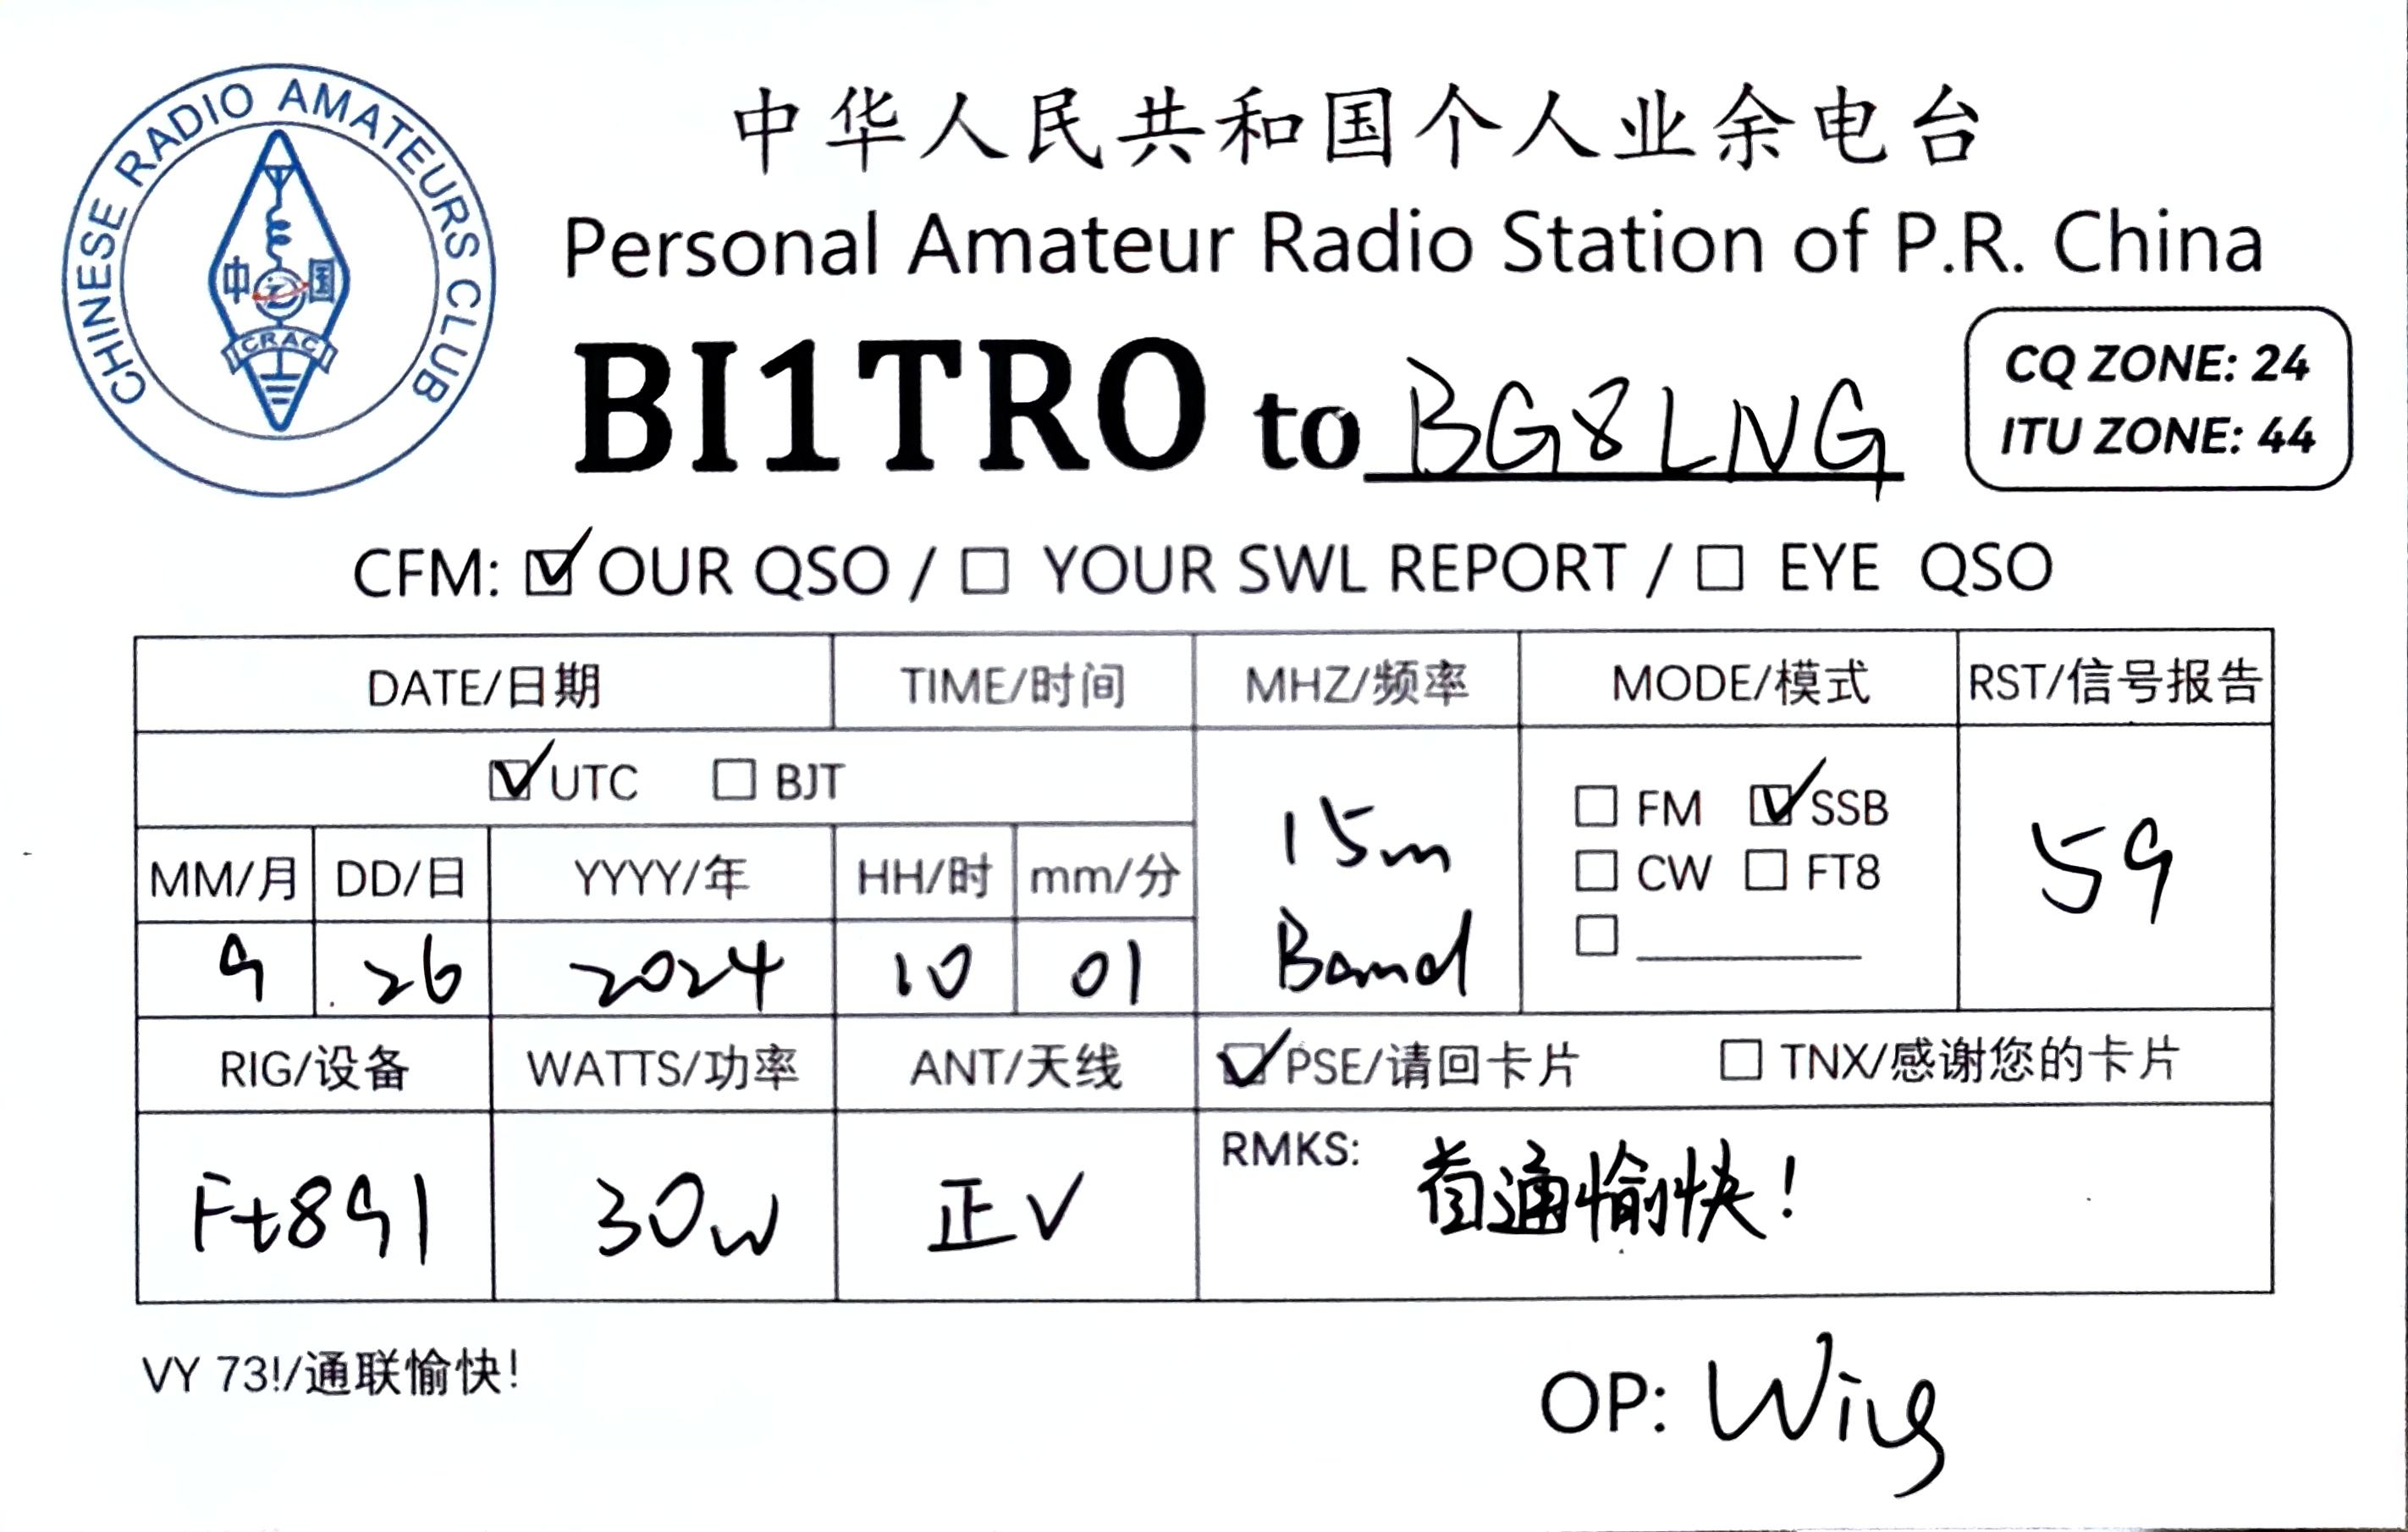 CHINESE RADIO AMATEURS CLUB
中国
CRAC
中华人民共和国个人业余电台
Personal Amateur Radio Station of P.R. China
BI1TRO to BG8LNG
CQ ZONE: 24
ITU ZONE: 44
CFM: ☑ OUR QSO / ☐ YOUR SWL REPORT / ☐ EYE QSO
DATE/日期 TIME/时间 MHZ/频率 MODE/模式 RST/信号报告
☑ UTC ☐ BJT
MM/月 DD/日 YYYY/年 HH/时 mm/分
9 26 2024 10 01
15m
Band
☐ FM ☑ SSB
☐ CW ☐ FT8
☐
59
RIG/设备 WATTS/功率 ANT/天线 ☑ PSE/请回卡片 ☐ TNX/感谢您的卡片
Ft891 30w 正V RMKS: 首通愉快!
VY 73!/通联愉快!
OP: Wing